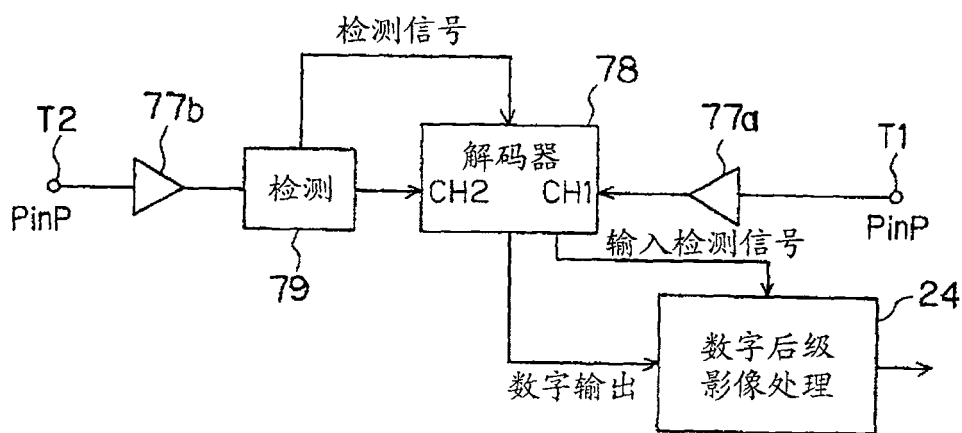 检测信号
78
77b
77a
T2
T1
解码器
检测
CH2
CH1
PinP
PinP
输入检测信号
79
24
数字后级
影像处理
数字输出